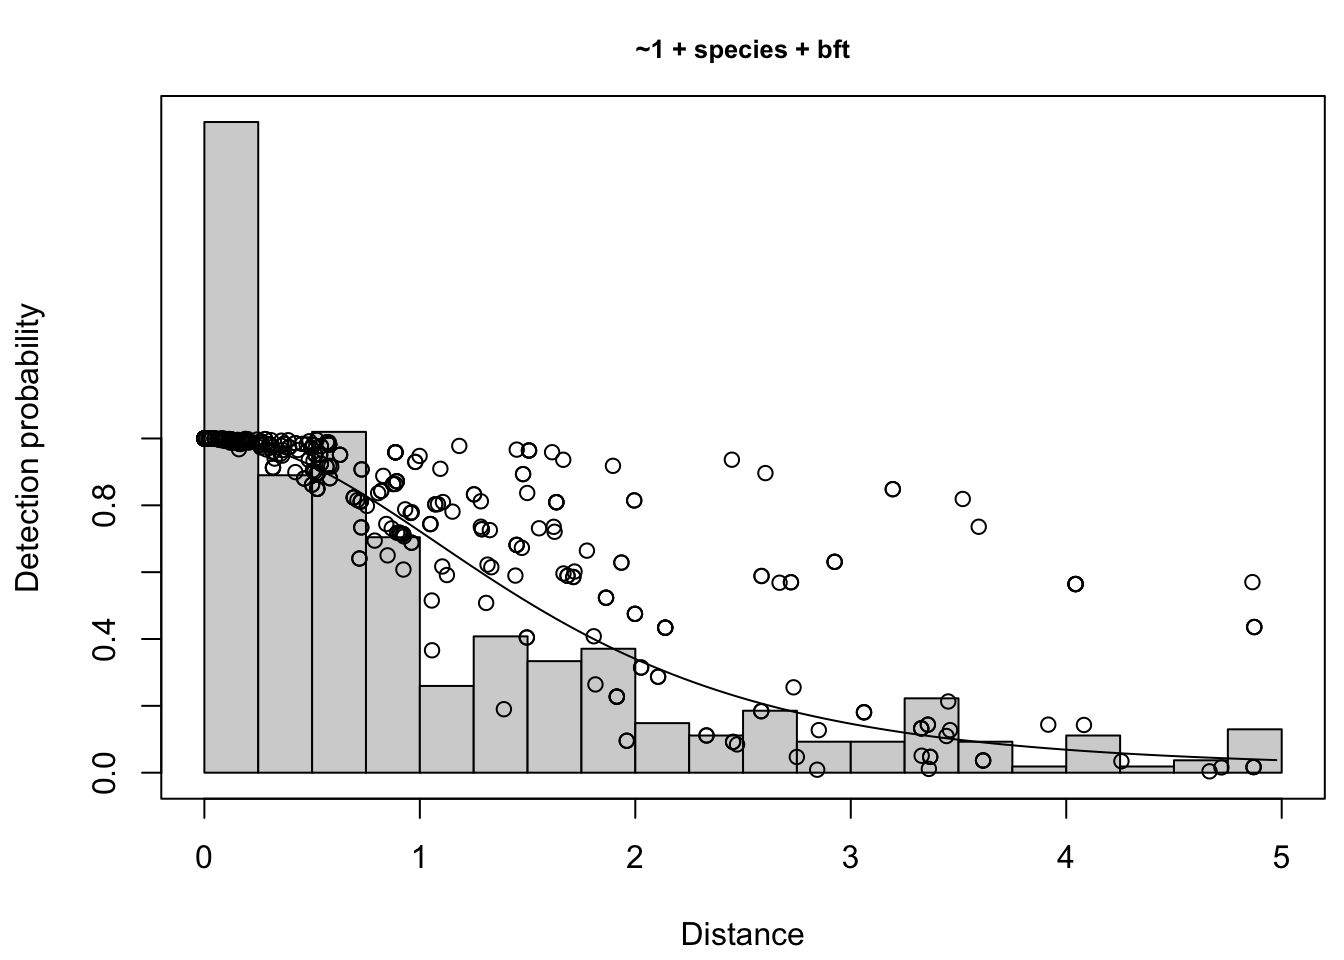 ~1 + species + bft
Detection probability
0.8
0.4
0.0
0 1 2 3 4 5
Distance